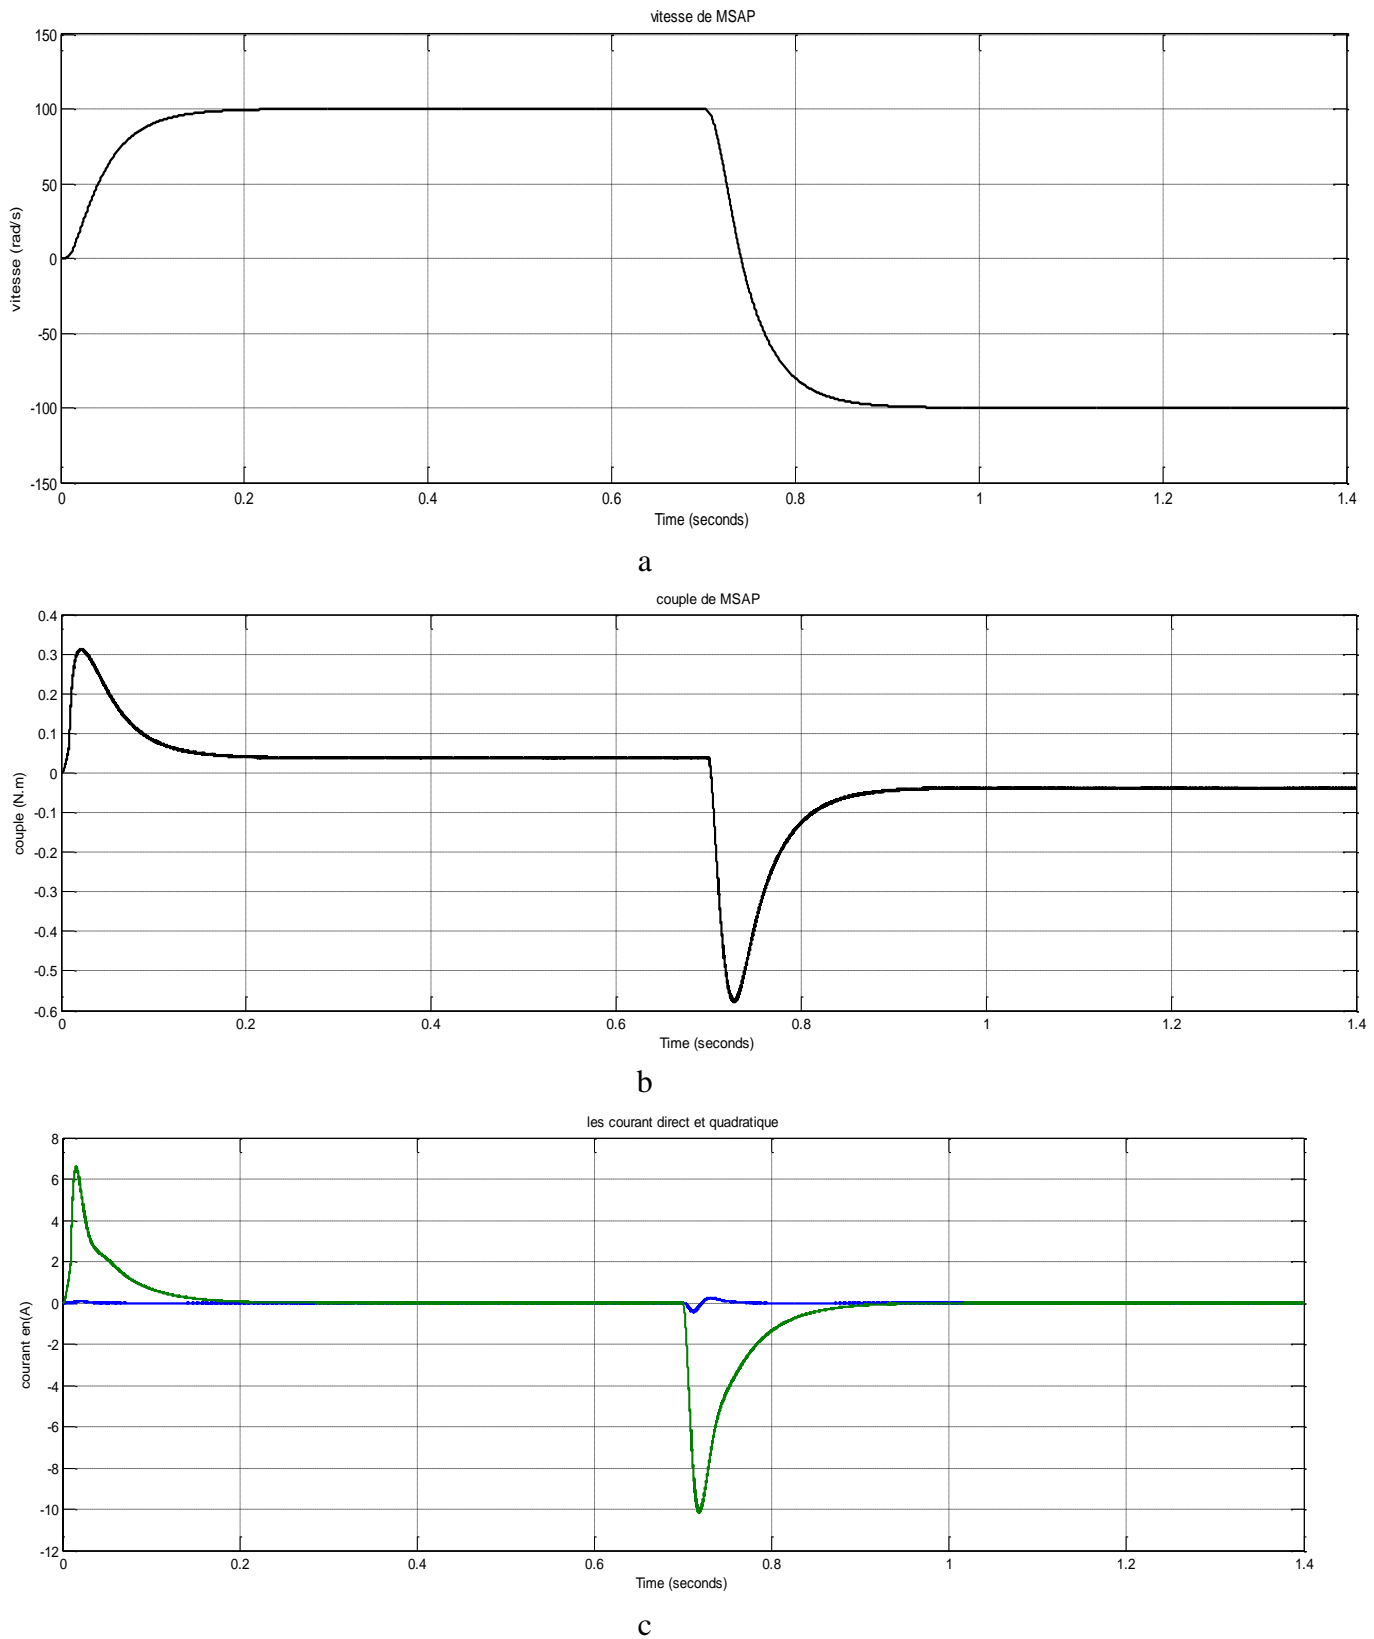 vitesse de MSAP
150
100
50
0
-50
-100
-150
vitesse (rad/s)
0 0.2 0.4 0.6 0.8 1 1.2 1.4
Time (seconds)
a
couple de MSAP
0.4
0.3
0.2
0.1
0
-0.1
-0.2
-0.3
-0.4
-0.5
-0.6
couple (N.m)
0 0.2 0.4 0.6 0.8 1 1.2 1.4
Time (seconds)
b
les courant direct et quadratique
8
6
4
2
0
-2
-4
-6
-8
-10
-12
courant en(A)
0 0.2 0.4 0.6 0.8 1 1.2 1.4
Time (seconds)
c